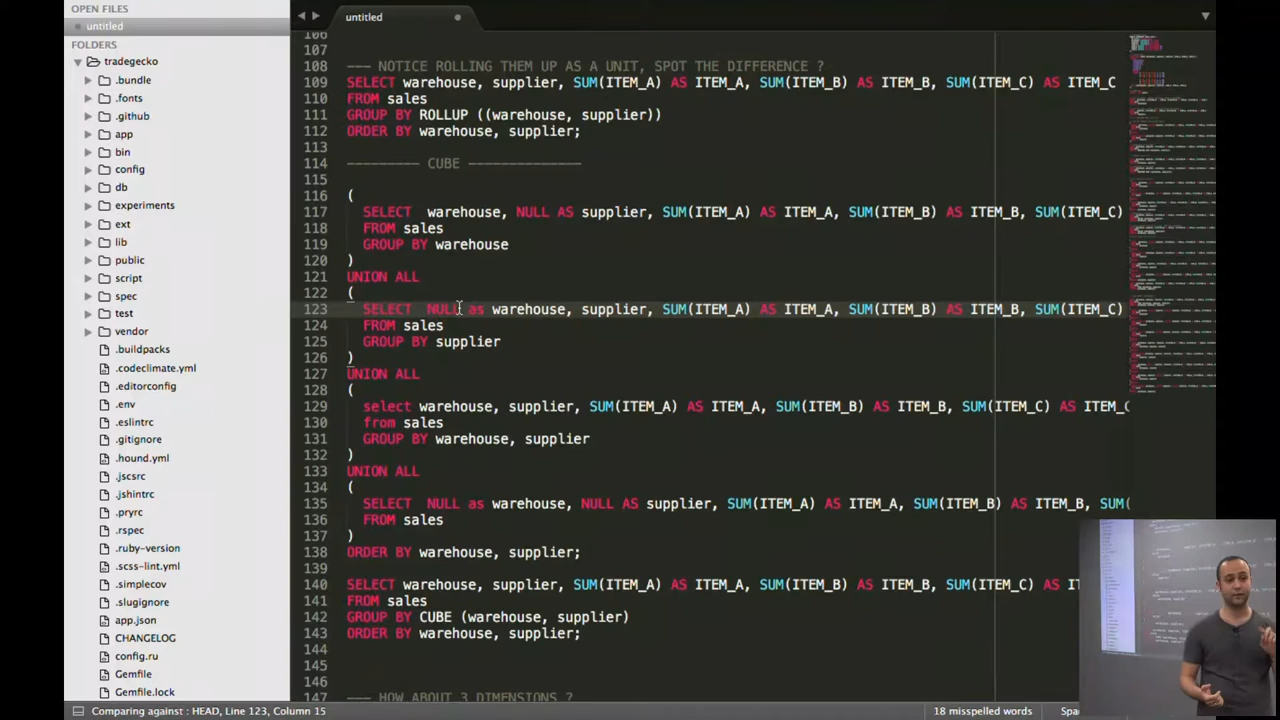 OPEN FILES
untitled
FOLDERS
tradegecko
.bundle
.fonts
.github
app
bin
config
db
experiments
ext
lib
public
script
spec
test
vendor
.buildpacks
.codeclimate.yml
.editorconfig
.env
.eslintrc
.gitignore
.hound.yml
.jscsrc
.jshintrc
.pryrc
.rspec
.ruby-version
.scss-lint.yml
.simplecov
.slugignore
app.json
CHANGELOG
config.ru
Gemfile
Gemfile.lock
untitled
106
107
108 --- NOTICE ROLLING THEM UP AS A UNIT, SPOT THE DIFFERENCE ?
109 SELECT warehouse, supplier, SUM(ITEM_A) AS ITEM_A, SUM(ITEM_B) AS ITEM_B, SUM(ITEM_C) AS ITEM_C
110 FROM sales
111 GROUP BY ROLLUP ((warehouse, supplier))
112 ORDER BY warehouse, supplier;
113
114 --------- CUBE --------------
115
116 (
117 SELECT warehouse, NULL AS supplier, SUM(ITEM_A) AS ITEM_A, SUM(ITEM_B) AS ITEM_B, SUM(ITEM_C)
118 FROM sales
119 GROUP BY warehouse
120 )
121 UNION ALL
122 (
123 SELECT NULL as warehouse, supplier, SUM(ITEM_A) AS ITEM_A, SUM(ITEM_B) AS ITEM_B, SUM(ITEM_C)
124 FROM sales
125 GROUP BY supplier
126 )
127 UNION ALL
128 (
129 select warehouse, supplier, SUM(ITEM_A) AS ITEM_A, SUM(ITEM_B) AS ITEM_B, SUM(ITEM_C) AS ITEM_C
130 from sales
131 GROUP BY warehouse, supplier
132 )
133 UNION ALL
134 (
135 SELECT NULL as warehouse, NULL AS supplier, SUM(ITEM_A) AS ITEM_A, SUM(ITEM_B) AS ITEM_B, SUM(
136 FROM sales
137 )
138 ORDER BY warehouse, supplier;
139
140 SELECT warehouse, supplier, SUM(ITEM_A) AS ITEM_A, SUM(ITEM_B) AS ITEM_B, SUM(ITEM_C) AS IT
141 FROM sales
142 GROUP BY CUBE (warehouse, supplier)
143 ORDER BY warehouse, supplier;
144
145
146
147 --- HOW ABOUT 3 DIMENSIONS ?
Comparing against : HEAD, Line 123, Column 15
18 misspelled words